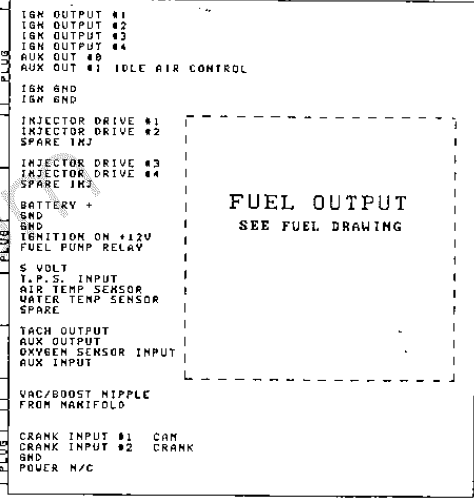 IGN OUTPUT #1
IGN OUTPUT #2
IGN OUTPUT #3
IGN OUTPUT #4
AUX OUT #0
AUX OUT #1 IDLE AIR CONTROL
IGN GND
IGN GND
INJECTOR DRIVE #1
INJECTOR DRIVE #2
SPARE INJ
INJECTOR DRIVE #3
INJECTOR DRIVE #4
SPARE INJ
BATTERY +
GND
GND
IGNITION ON +12V
FUEL PUMP RELAY
5 VOLT
T.P.S. INPUT
AIR TEMP SENSOR
WATER TEMP SENSOR
SPARE
TACH OUTPUT
AUX OUTPUT
OXYGEN SENSOR INPUT
AUX INPUT
VAC/BOOST NIPPLE
FROM MANIFOLD
CRANK INPUT #1 CAM
CRANK INPUT #2 CRANK
GND
POWER N/C
FUEL OUTPUT
SEE FUEL DRAWING
PLUG
PLUG
PLUG